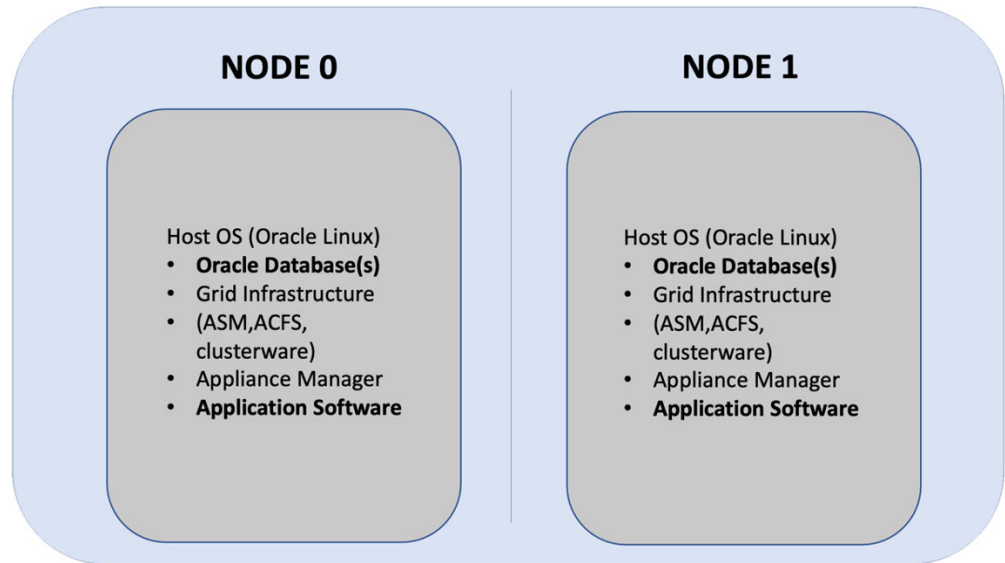 NODE 0
Host OS (Oracle Linux)
• Oracle Database(s)
• Grid Infrastructure
• (ASM,ACFS,
clusterware)
• Appliance Manager
• Application Software
NODE 1
Host OS (Oracle Linux)
• Oracle Database(s)
• Grid Infrastructure
• (ASM,ACFS,
clusterware)
• Appliance Manager
• Application Software